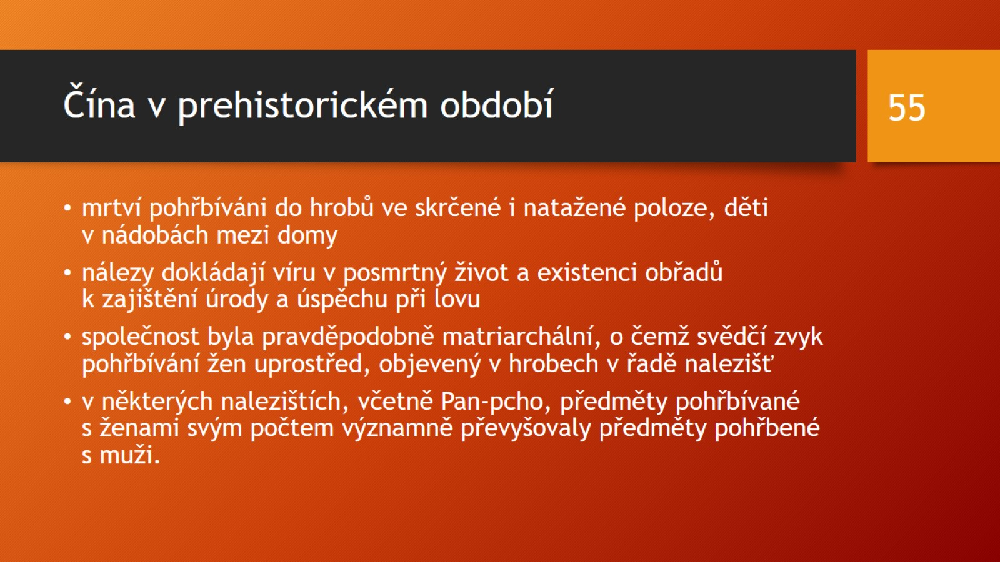 Čína v prehistorickém období
55
• mrtví pohřbíváni do hrobů ve skrčené i natažené poloze, děti
v nádobách mezi domy
• nálezy dokládají víru v posmrtný život a existenci obřadů
k zajištění úrody a úspěchu při lovu
• společnost byla pravděpodobně matriarchální, o čemž svědčí zvyk
pohřbívání žen uprostřed, objevený v hrobech v řadě nalezišť
• v některých nalezištích, včetně Pan-pcho, předměty pohřbívané
s ženami svým počtem významně převyšovaly předměty pohřbené
s muži.